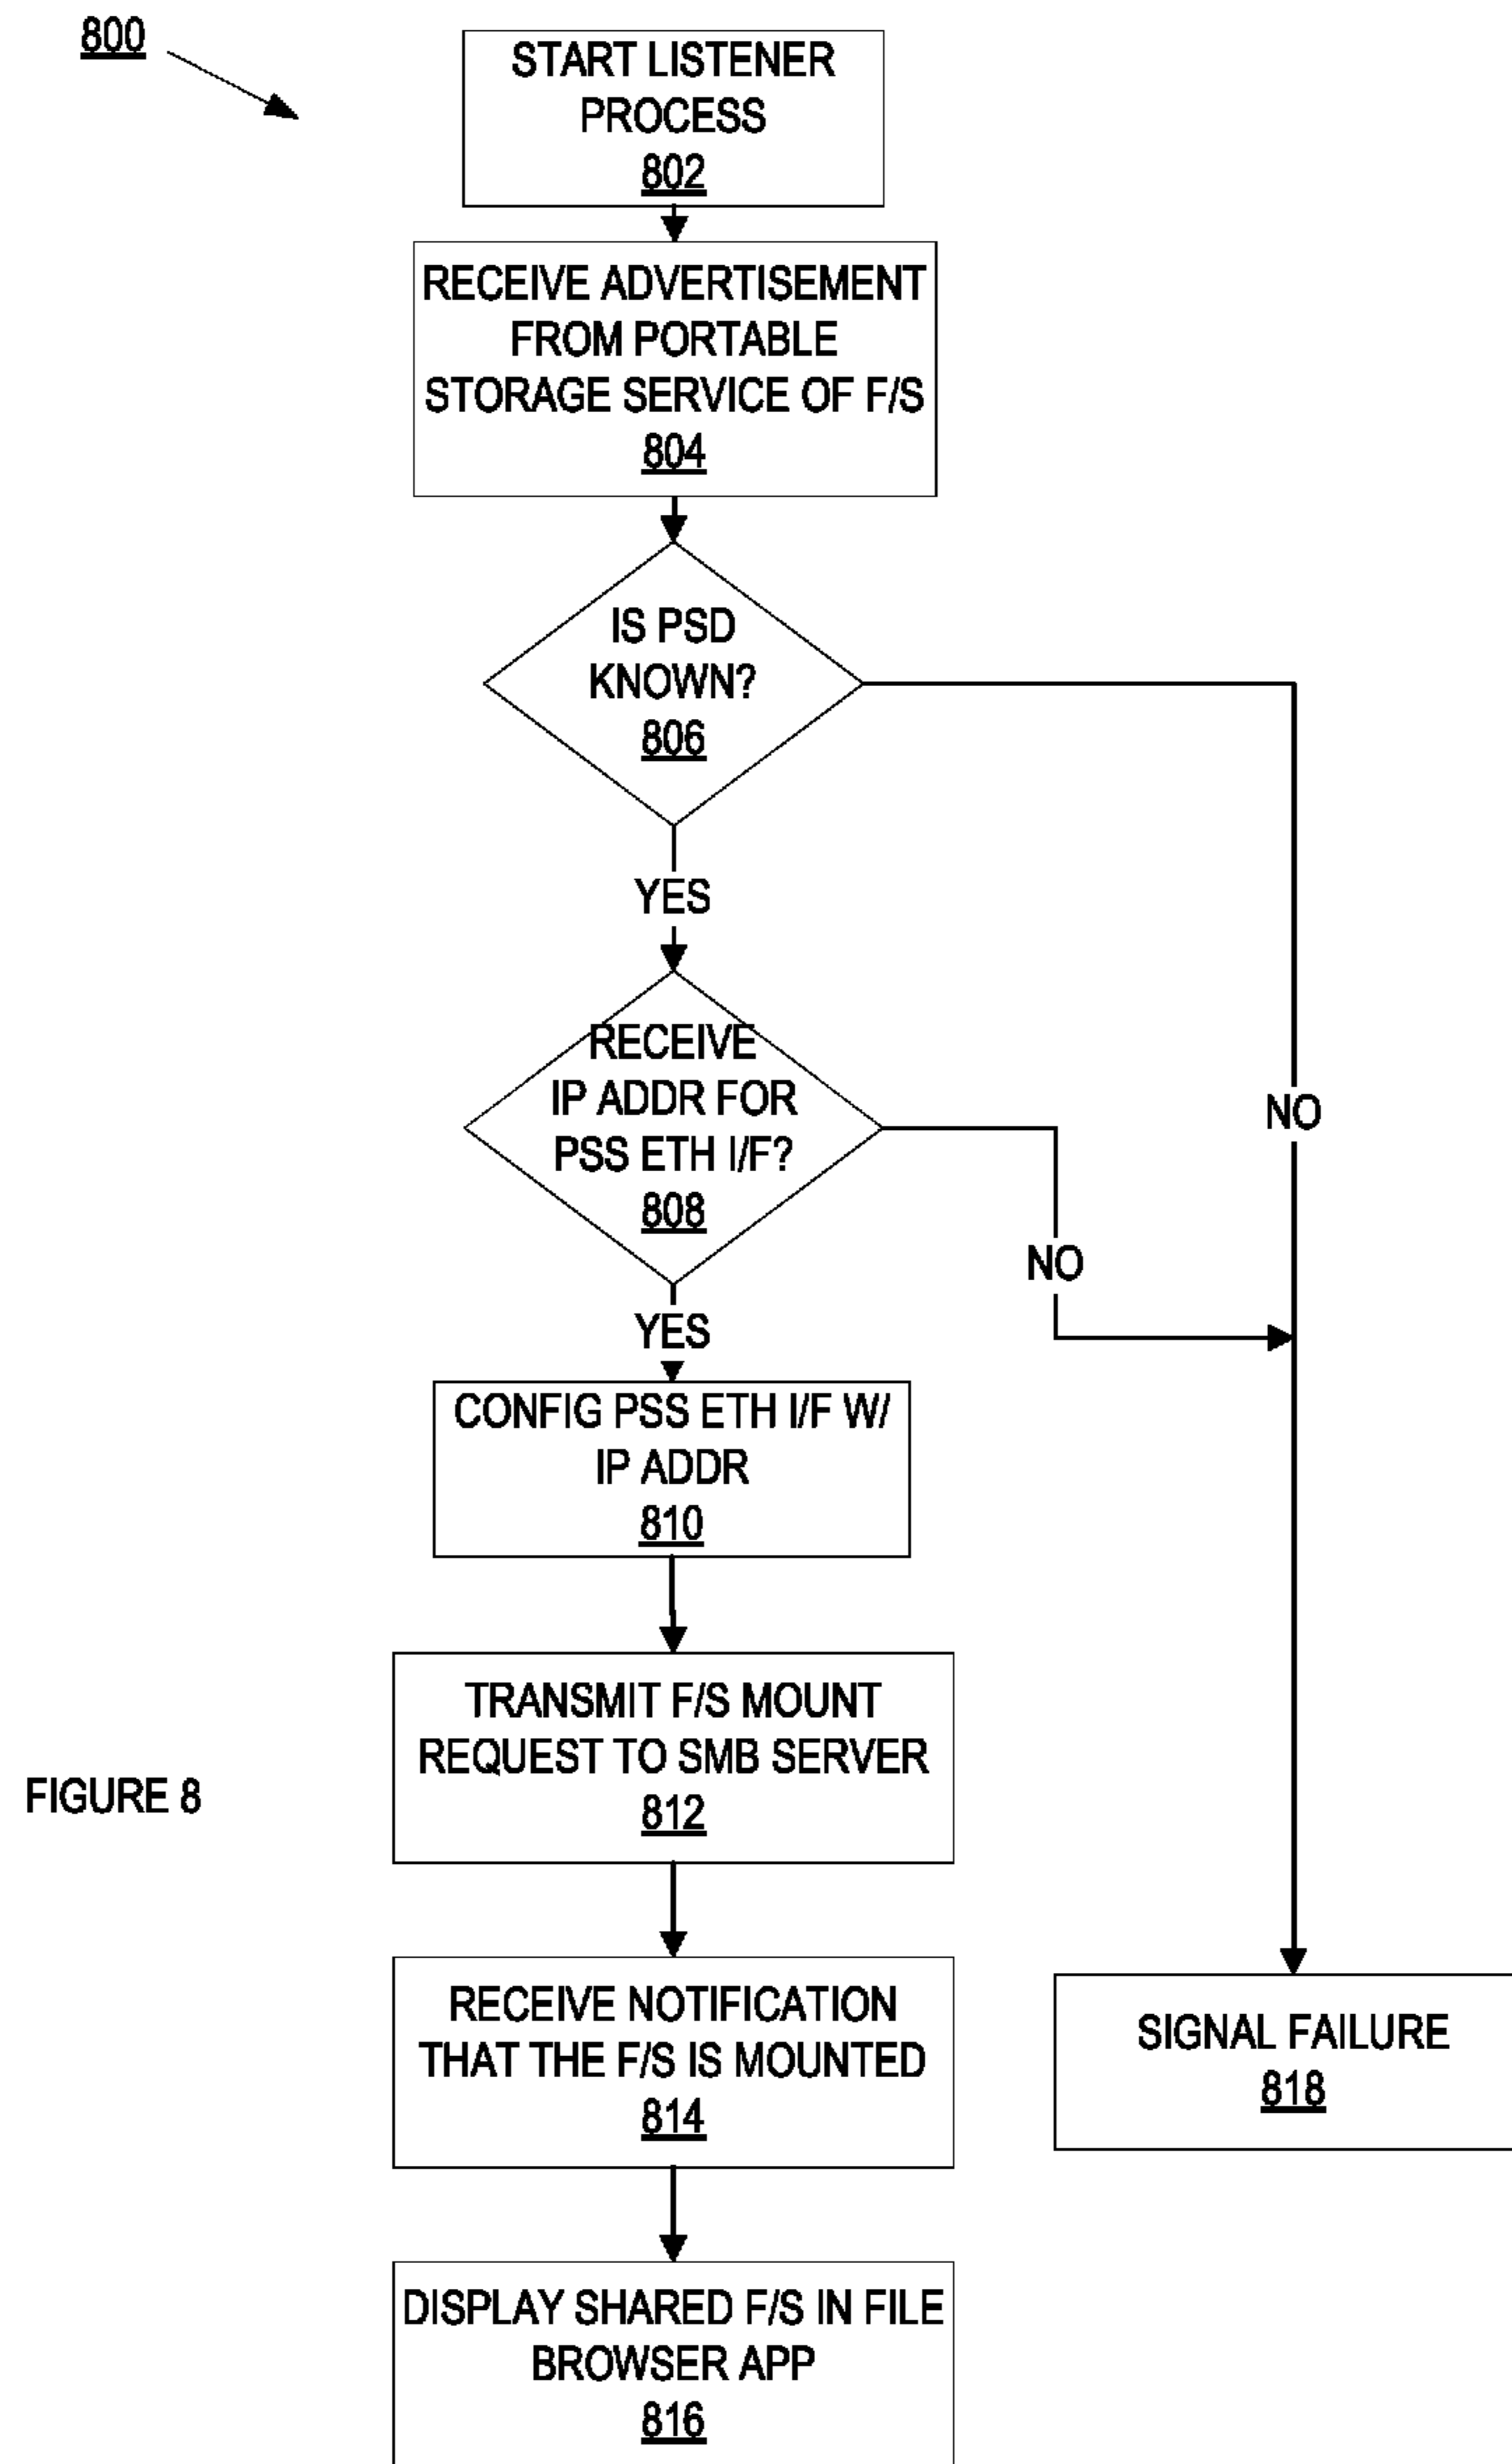 800
START LISTENER
PROCESS
802
RECEIVE ADVERTISEMENT
FROM PORTABLE
STORAGE SERVICE OF F/S
804
IS PSD
KNOWN?
806
YES
NO
RECEIVE
IP ADDR FOR
PSS ETH I/F?
808
NO
YES
CONFIG PSS ETH I/F W/
IP ADDR
810
TRANSMIT F/S MOUNT
REQUEST TO SMB SERVER
812
FIGURE 8
RECEIVE NOTIFICATION
THAT THE F/S IS MOUNTED
814
SIGNAL FAILURE
818
DISPLAY SHARED F/S IN FILE
BROWSER APP
816